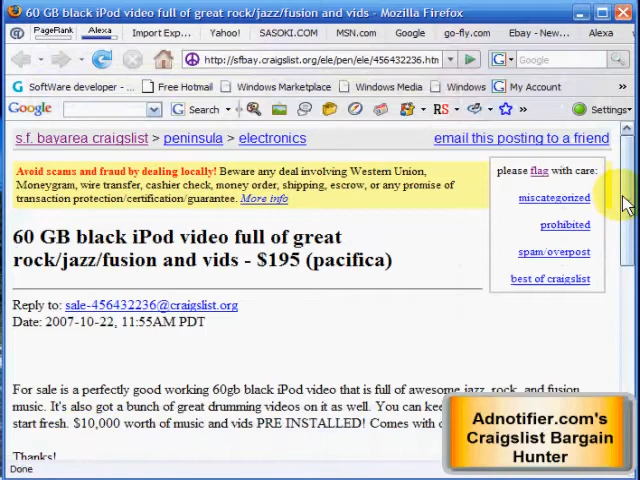 60 GB black iPod video full of great rock/jazz/fusion and vids - Mozilla Firefox
PageRank Alexa Import Exp... Yahoo! SASOKI.COM MSN.com Google go-fly.com Ebay - New... Alexa
http://sfbay.craigslist.org/ele/pen/ele/456432236.htm Google
SoftWare developer - ... Free Hotmail Windows Marketplace Windows Media Windows My Account
Google Search RS Settings
s.f. bayarea craigslist > peninsula > electronics email this posting to a friend
Avoid scams and fraud by dealing locally! Beware any deal involving Western Union,
Moneygram, wire transfer, cashier check, money order, shipping, escrow, or any promise of
transaction protection/certification/guarantee. More info
please flag with care:
miscategorized
prohibited
spam/overpost
best of craigslist
60 GB black iPod video full of great
rock/jazz/fusion and vids - $195 (pacifica)
Reply to: sale-456432236@craigslist.org
Date: 2007-10-22, 11:55AM PDT
For sale is a perfectly good working 60gb black iPod video that is full of awesome jazz, rock, and fusion
music. It's also got a bunch of great drumming videos on it as well. You can kee
start fresh. $10,000 worth of music and vids PRE INSTALLED! Comes with
Thanks!
Adnotifier.com's
Craigslist Bargain
Hunter
Done